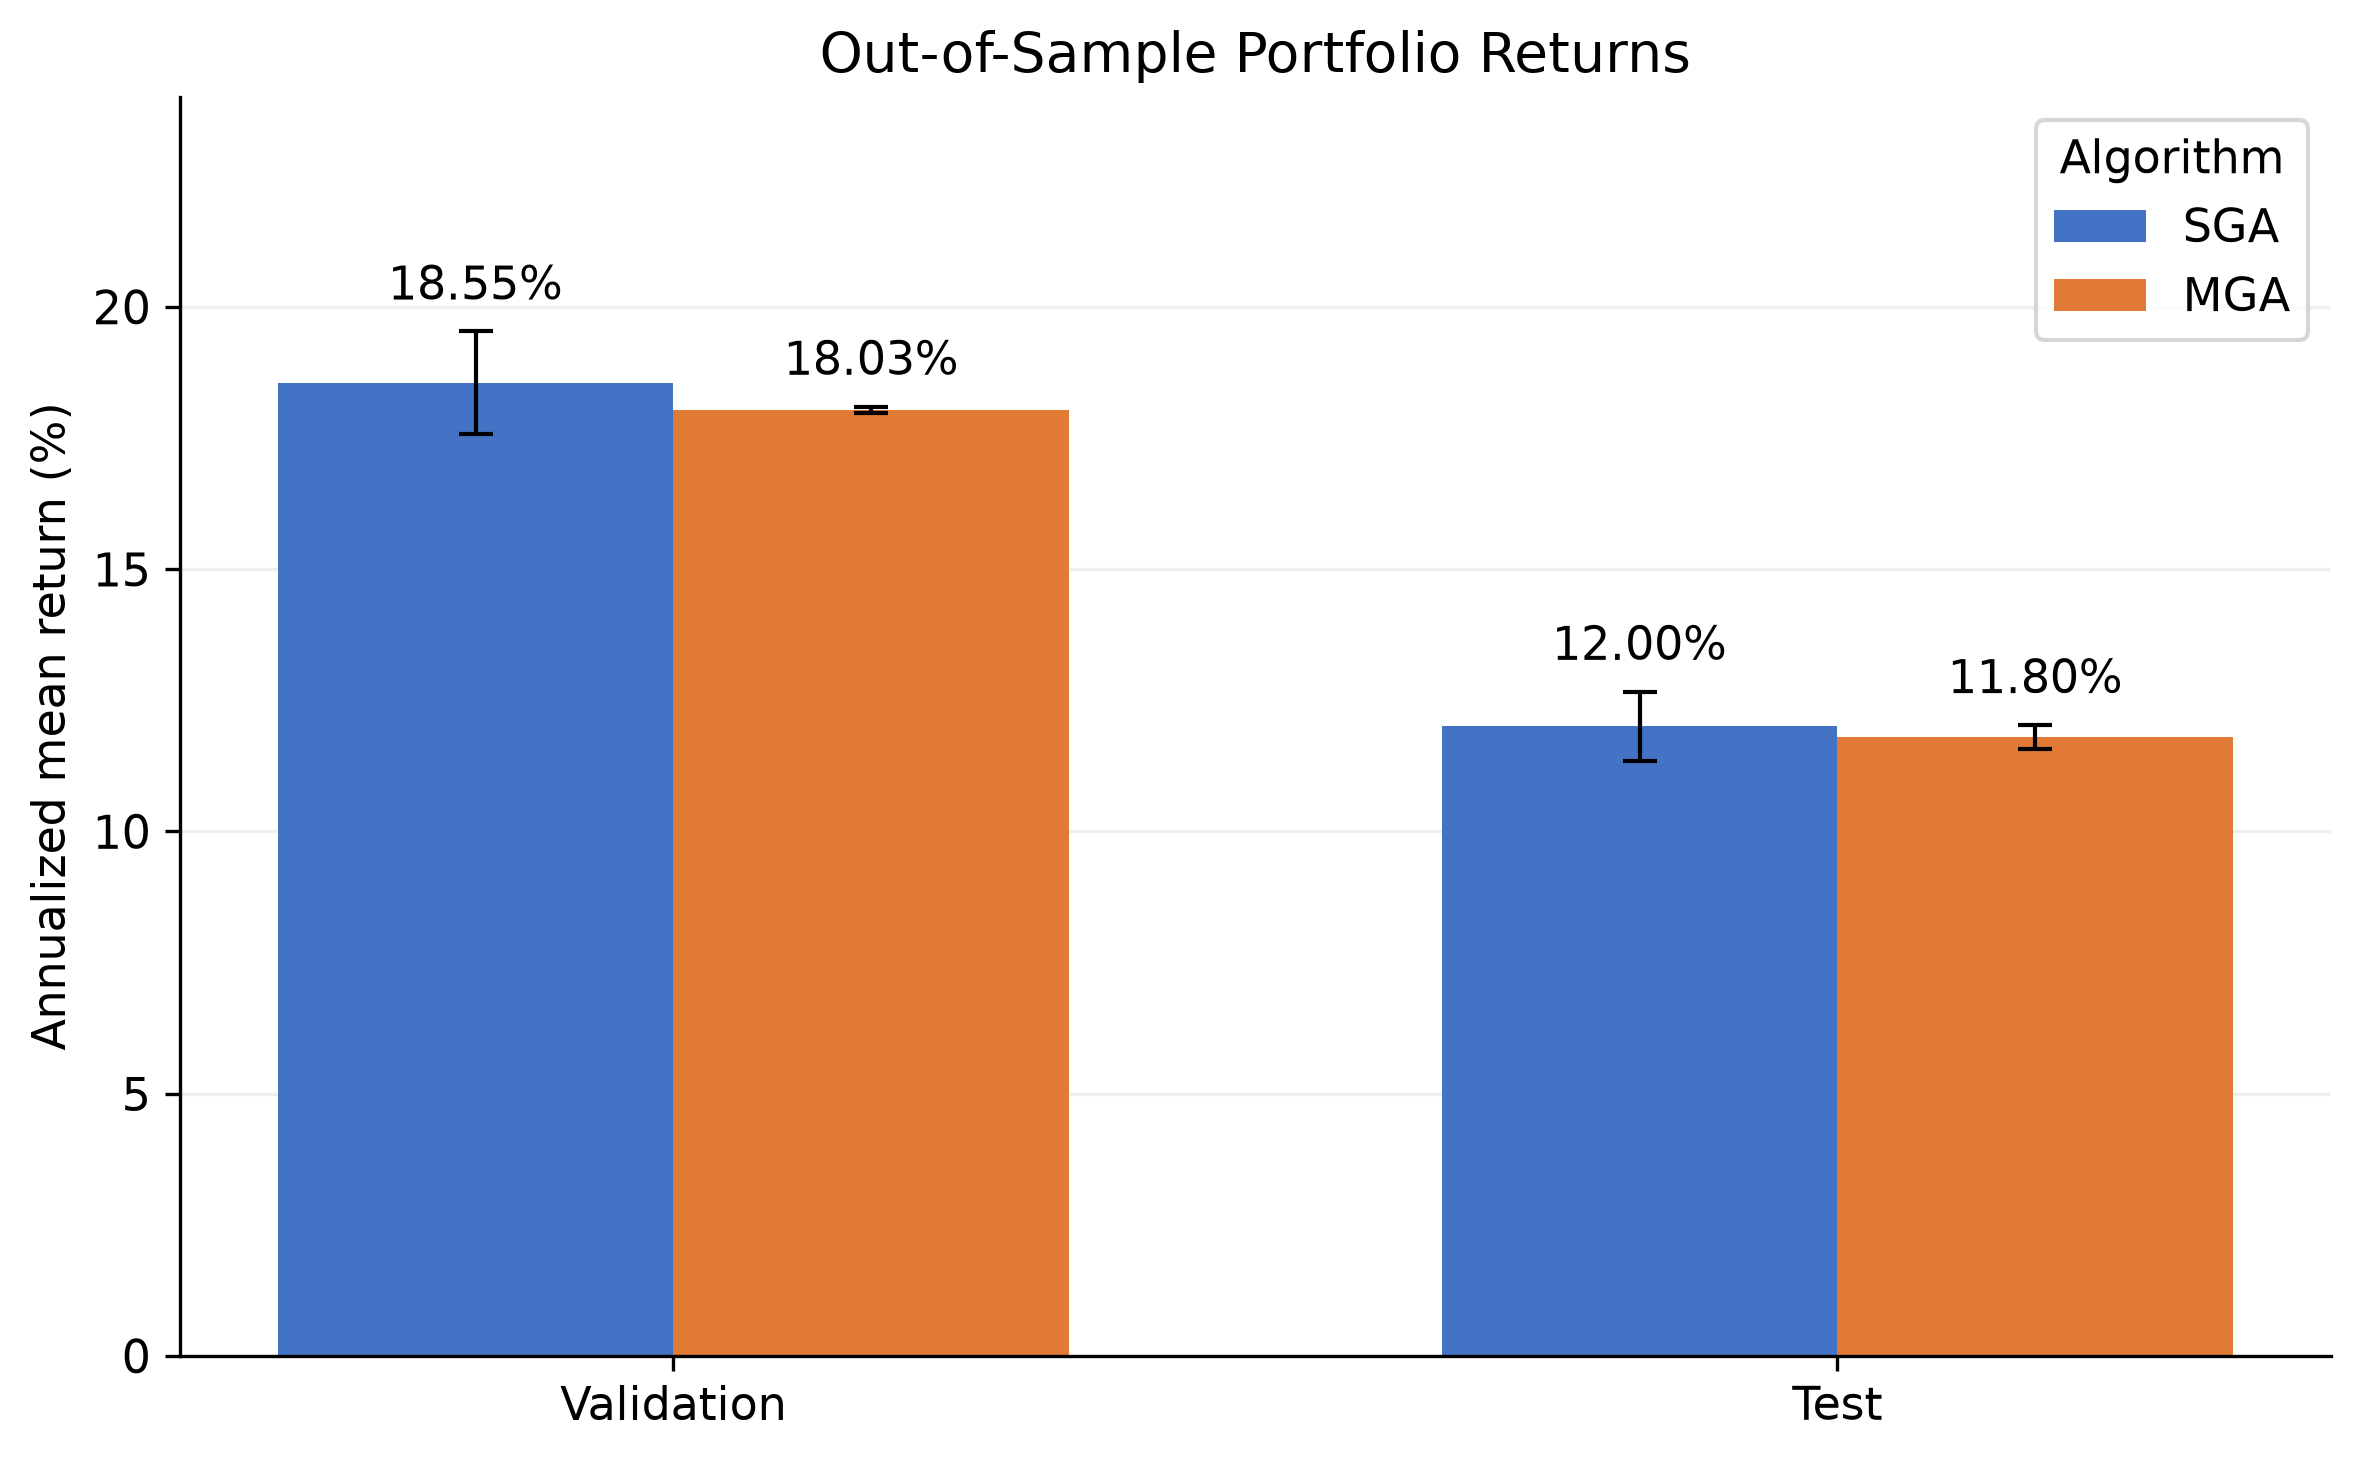 Out-of-Sample Portfolio Returns
Algorithm
SGA
MGA
Annualized mean return (%)
20
15
10
5
0
18.55%
18.03%
12.00%
11.80%
Validation
Test